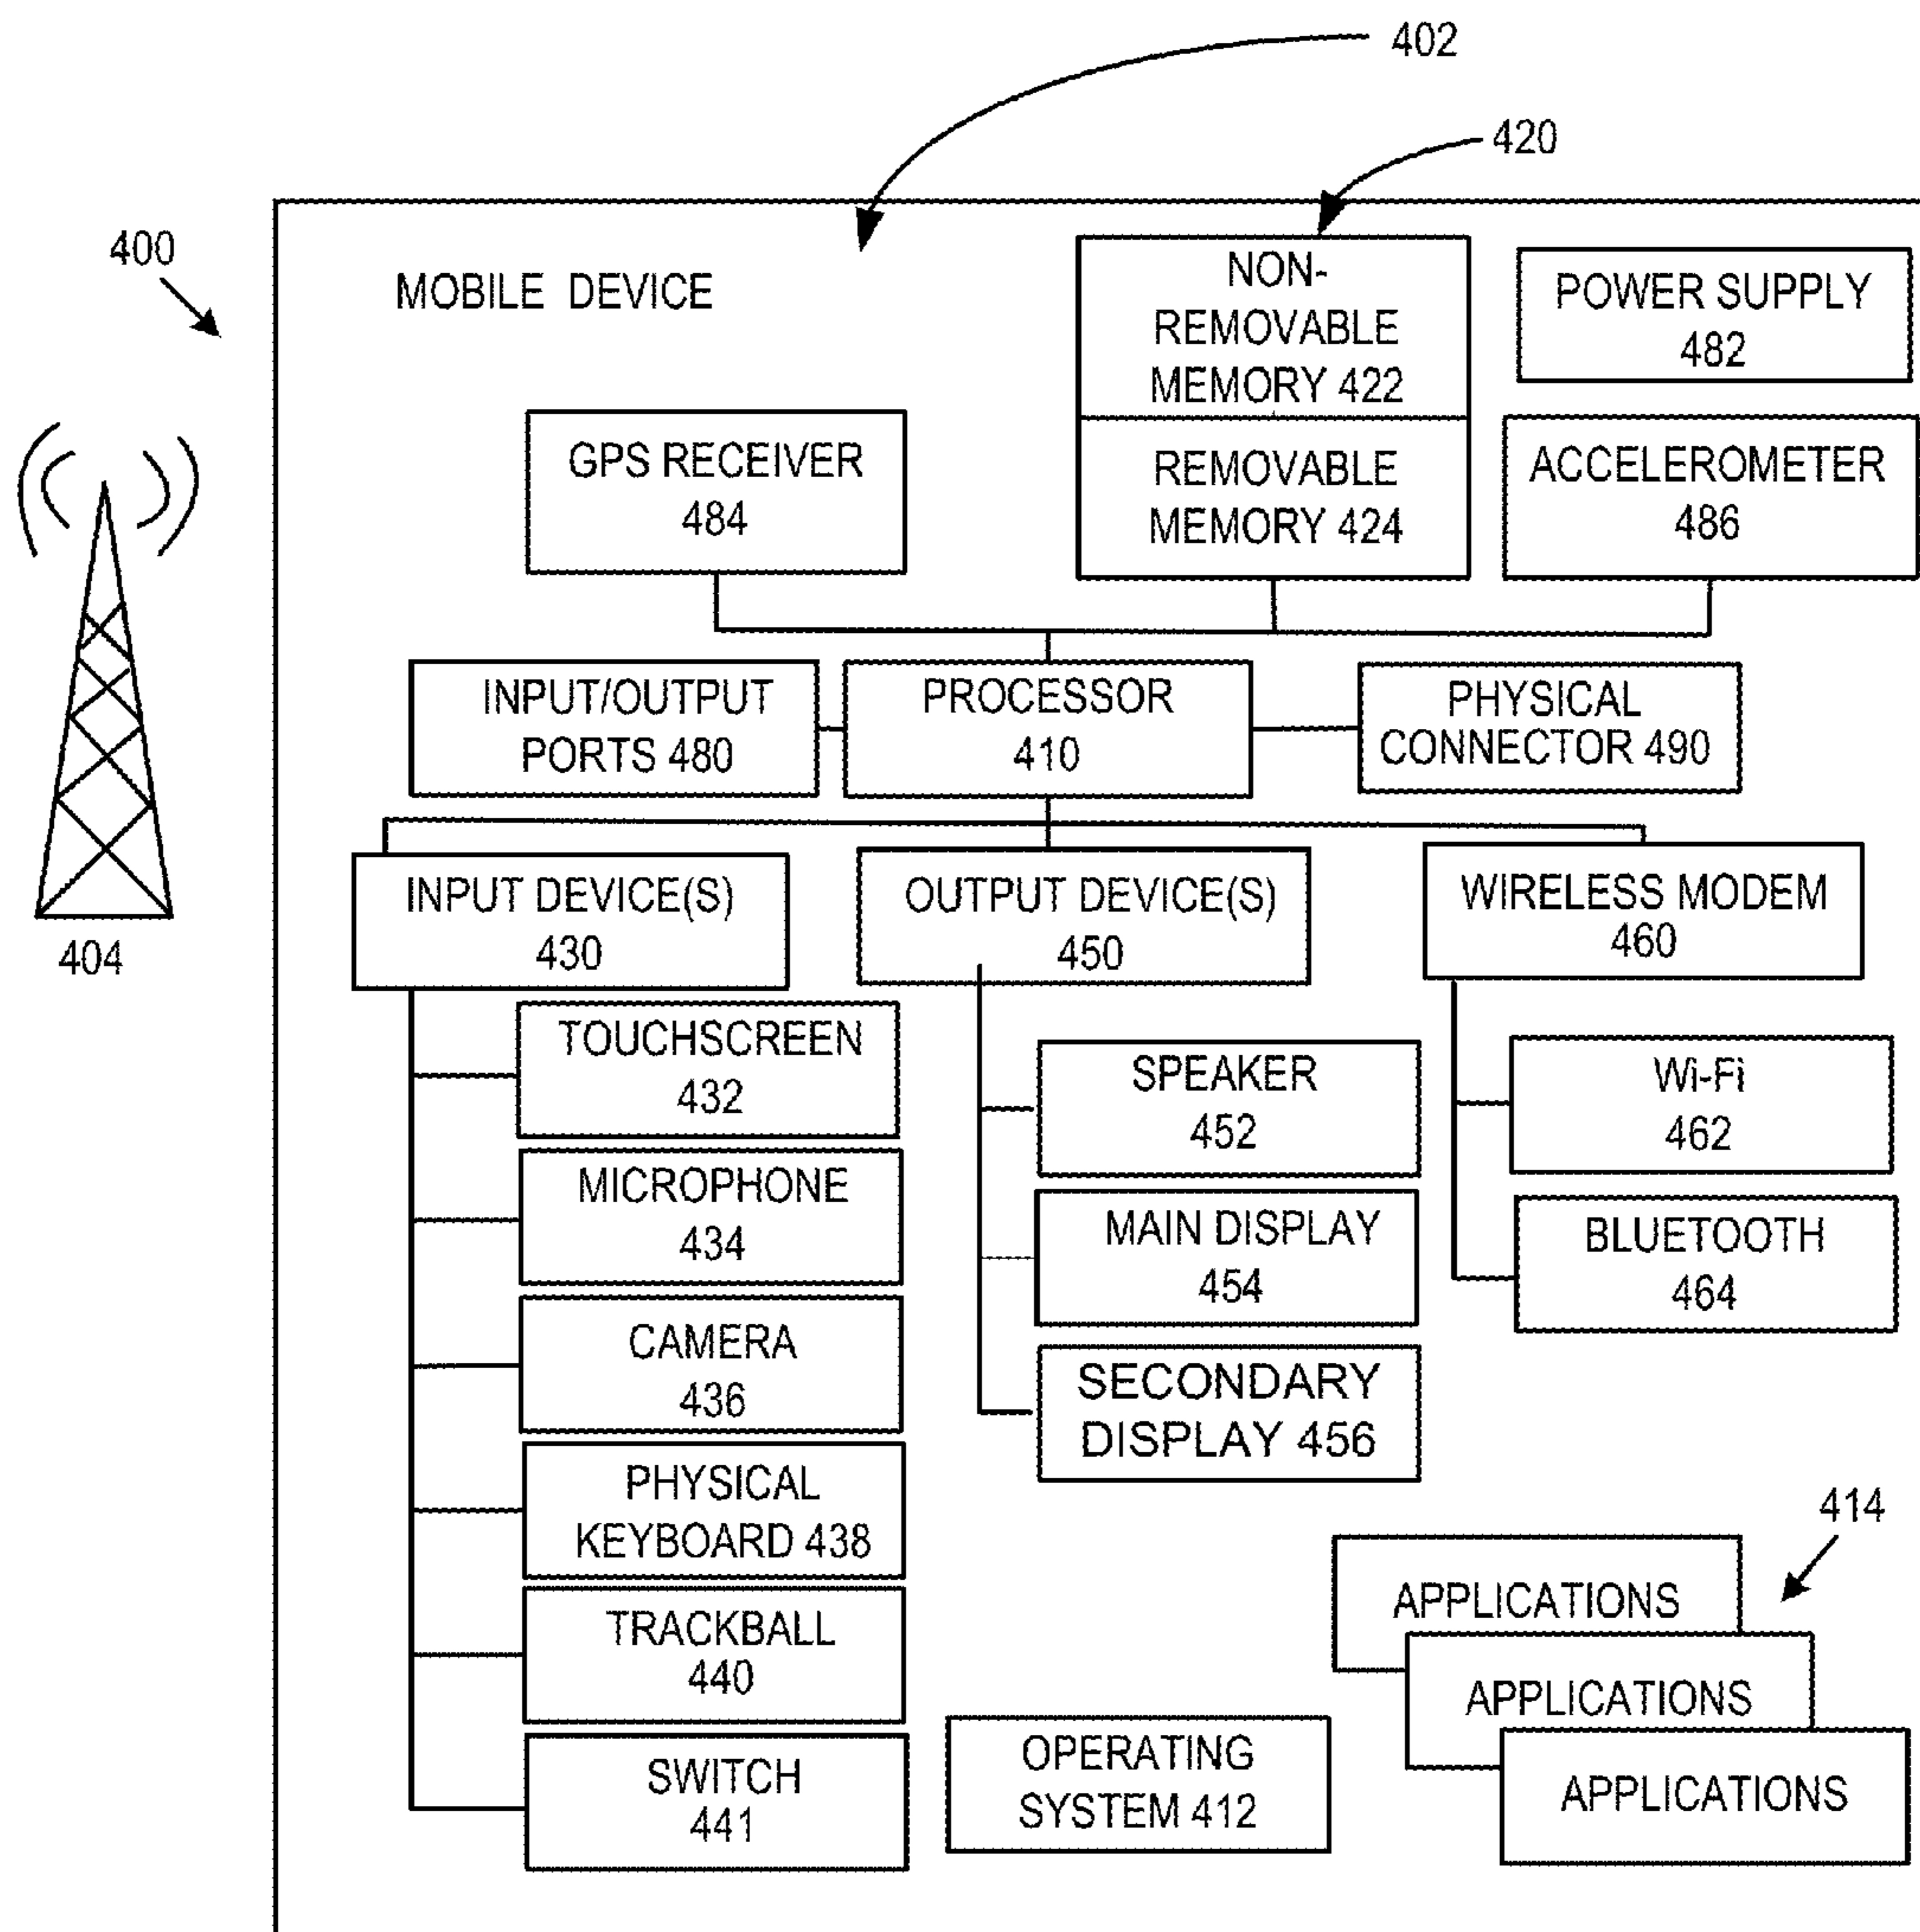 402
420
400
MOBILE DEVICE
NON-
REMOVABLE
MEMORY 422
POWER SUPPLY
482
GPS RECEIVER
484
REMOVABLE
MEMORY 424
ACCELEROMETER
486
INPUT/OUTPUT
PORTS 480
PROCESSOR
410
PHYSICAL
CONNECTOR 490
404
INPUT DEVICE(S)
430
OUTPUT DEVICE(S)
450
WIRELESS MODEM
460
TOUCHSCREEN
432
MICROPHONE
434
CAMERA
436
PHYSICAL
KEYBOARD 438
TRACKBALL
440
SWITCH
441
SPEAKER
452
MAIN DISPLAY
454
SECONDARY
DISPLAY 456
Wi-Fi
462
BLUETOOTH
464
OPERATING
SYSTEM 412
414
APPLICATIONS
APPLICATIONS
APPLICATIONS